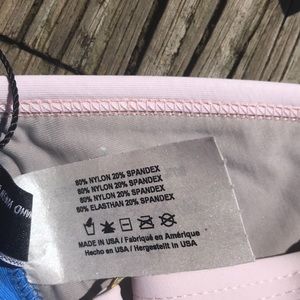 80% NYLON 20% SPANDEX
80% NYLON 20% SPANDEX
80% NYLON 20% SPANDEX
80% ELASTHAN 20% SPANDEX
MADE IN USA / Fabriqué en Amérique
Hecho en USA / Hergestellt in USA